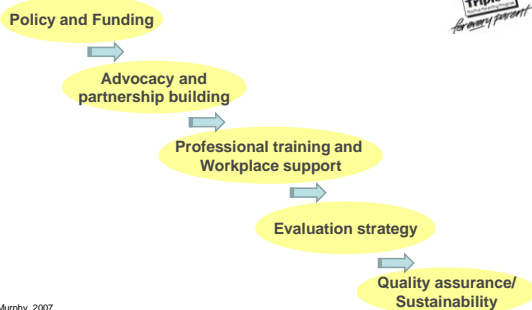 Triple
for every parent
Policy and Funding
Advocacy and
partnership building
Professional training and
Workplace support
Evaluation strategy
Quality assurance/
Sustainability
Murphy, 2007